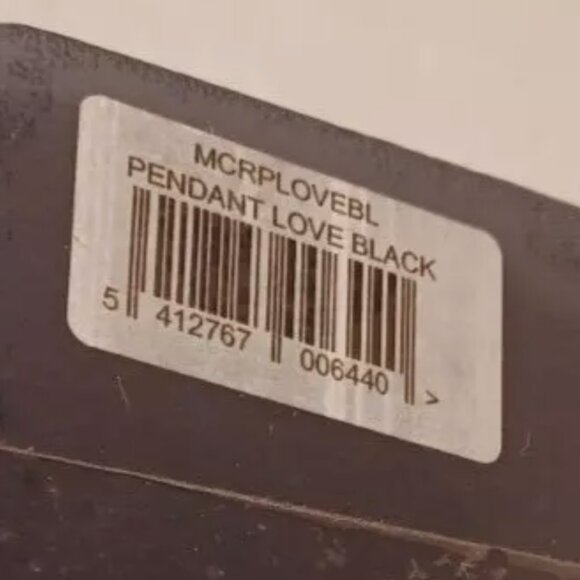 MCRPLOVEBL
PENDANT LOVE BLACK
5 412767 006440 >